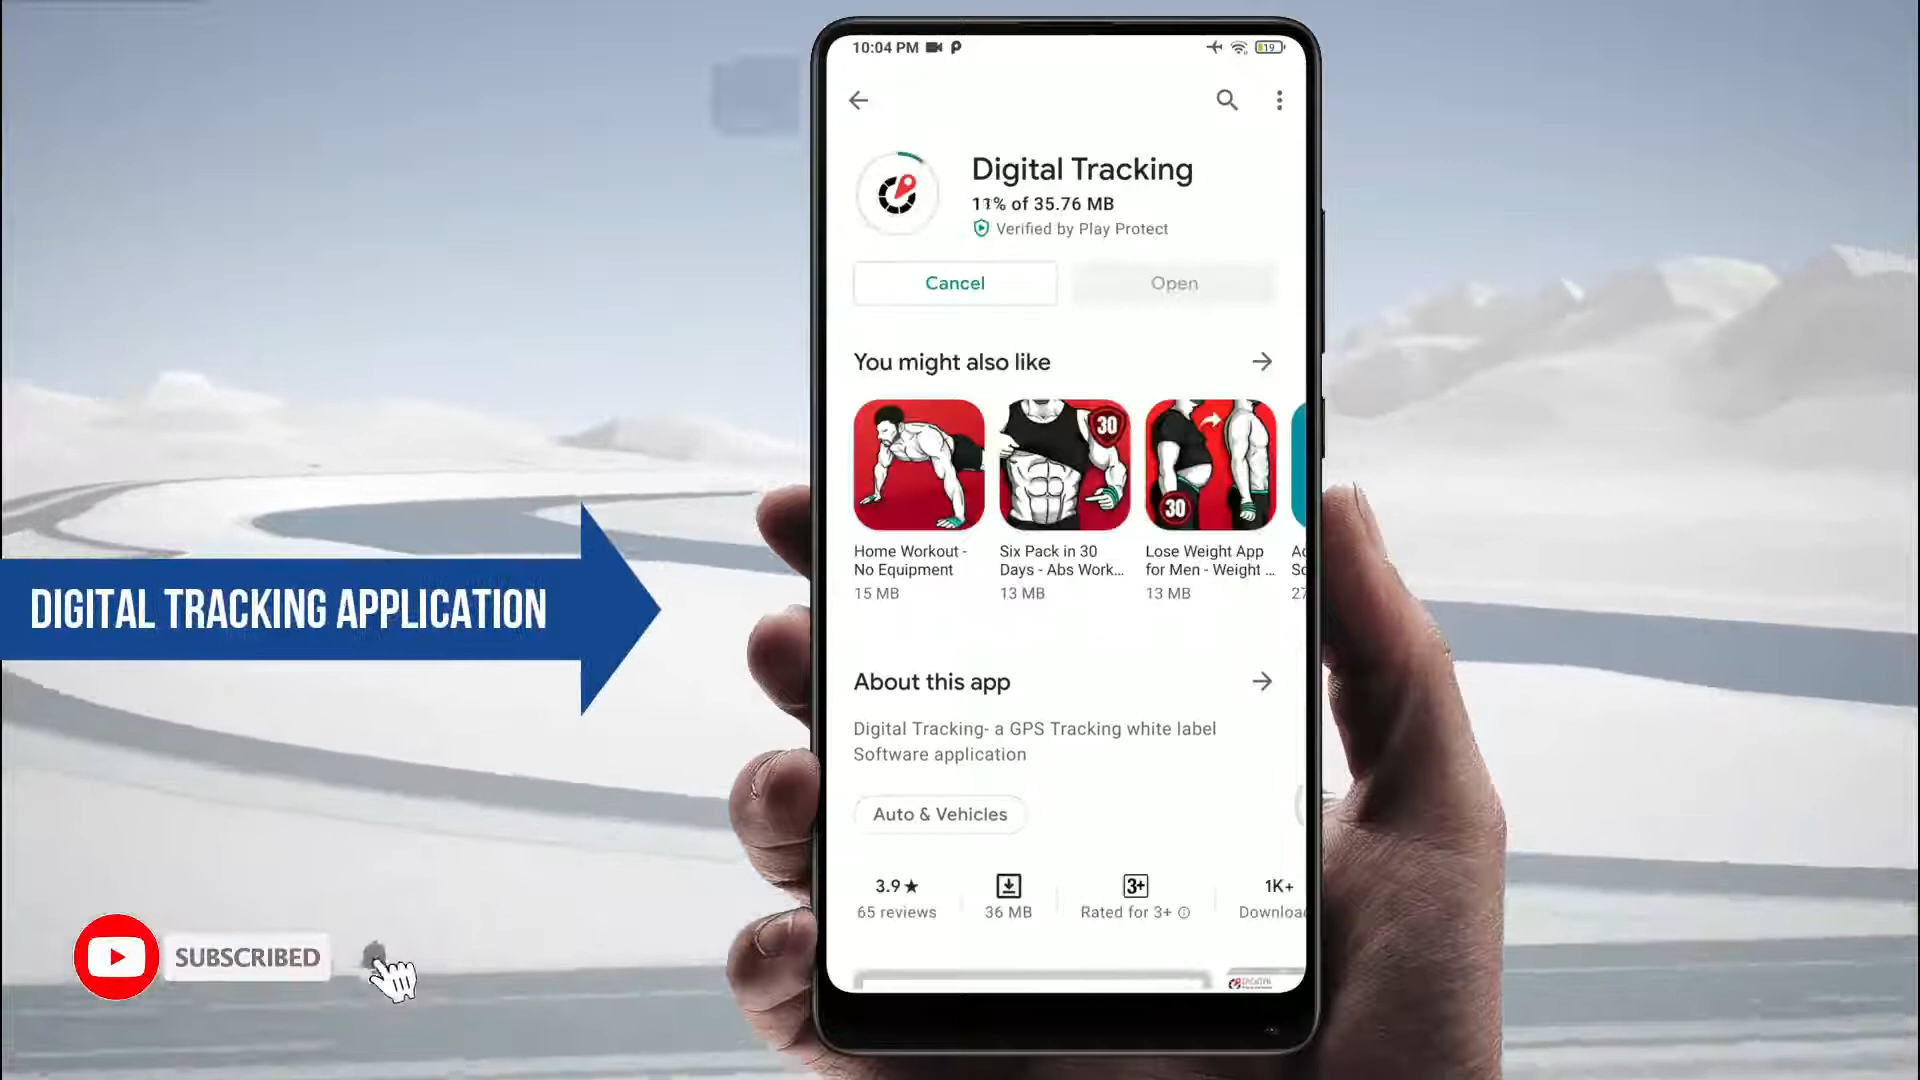 10:04 PM
19
Digital Tracking
11% of 35.76 MB
Verified by Play Protect
Cancel
Open
You might also like
30
30
Home Workout -
No Equipment
15 MB
Six Pack in 30
Days - Abs Work...
13 MB
Lose Weight App
for Men - Weight ...
13 MB
DIGITAL TRACKING APPLICATION
About this app
Digital Tracking- a GPS Tracking white label
Software application
Auto & Vehicles
3.9★
65 reviews
36 MB
3+
Rated for 3+
1K+
Downloa
SUBSCRIBED